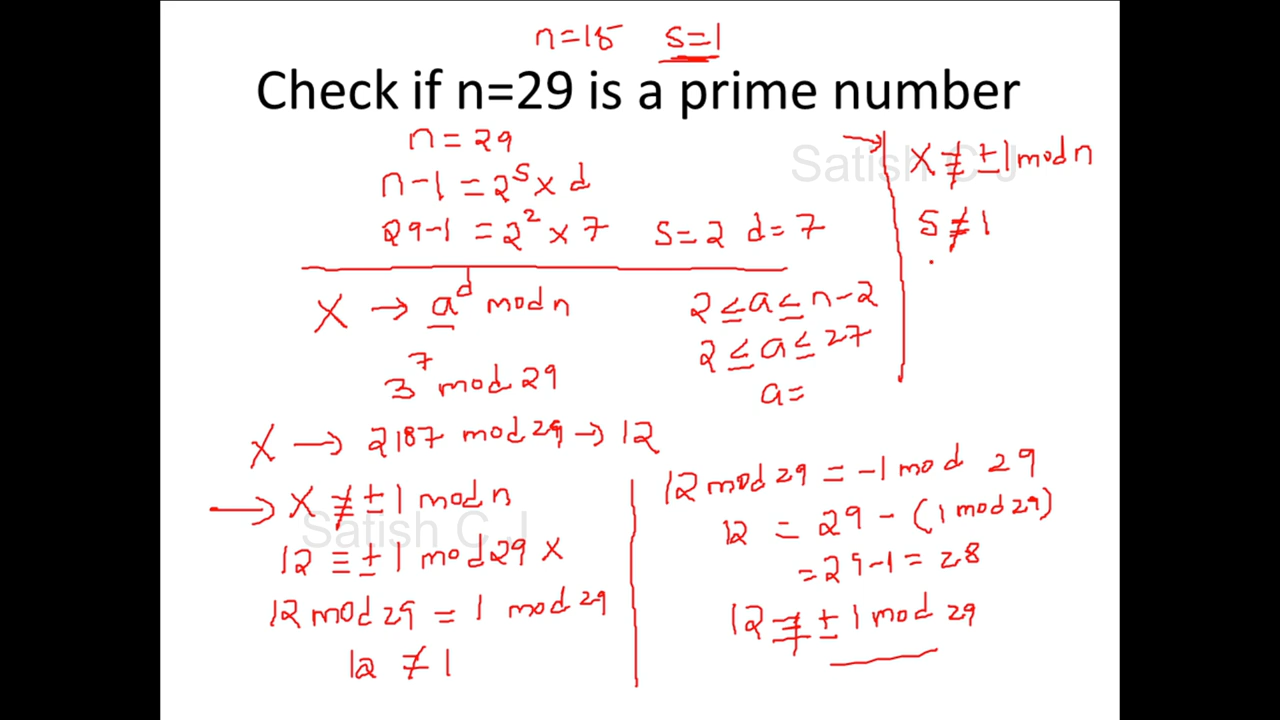 n=15 s=1
Check if n=29 is a prime number
n = 29
n-1 = 2^s x d
29-1 = 2^2 x 7 s=2 d=7
X → a^d mod n
3^7 mod 29
X → 2187 mod 29 → 12
→ X ≢ ±1 mod n
12 ≡ ±1 mod 29 X
12 mod 29 = 1 mod 29
12 ≠ 1
2 ≤ a ≤ n-2
2 ≤ a ≤ 27
a=
12 mod 29 = -1 mod 29
12 = 29 - (1 mod 29)
= 29-1 = 28
12 ≢ ±1 mod 29
→ X ≢ ±1 mod n
S ≠ 1
Satish C J
Satish C J